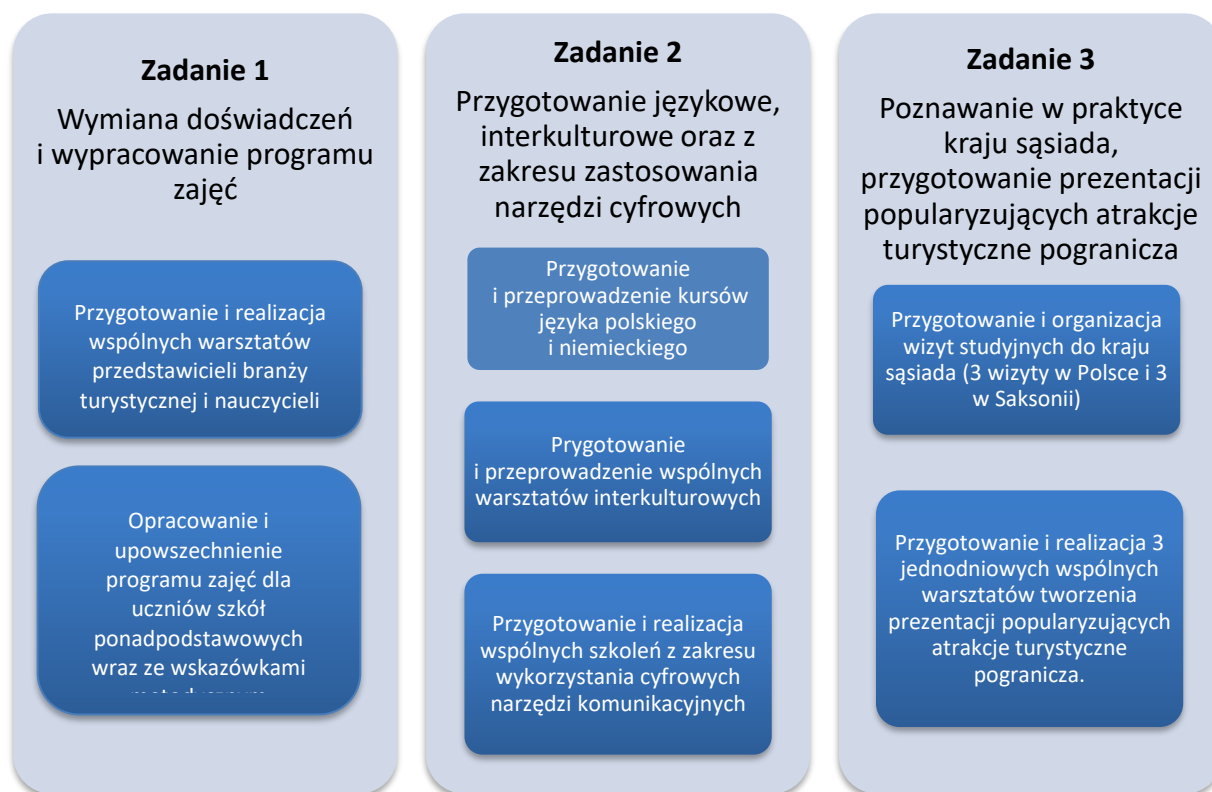 Zadanie 1
Wymiana doświadczeń
i wypracowanie programu
zajęć
Przygotowanie i realizacja
wspólnych warsztatów
przedstawicieli branży
turystycznej i nauczycieli
Opracowanie i
upowszechnienie
programu zajęć dla
uczniów szkół
ponadpodstawowych
wraz ze wskazówkami
Zadanie 2
Przygotowanie językowe,
interkulturowe oraz z
zakresu zastosowania
narzędzi cyfrowych
Przygotowanie
i przeprowadzenie kursów
języka polskiego
i niemieckiego
Prygotowanie
i przeprowadzenie wspólnych
warsztatów interkulturowych
Przygotowanie i realizacja
wspólnych szkoleń z zakresu
wykorzystania cyfrowych
narzędzi komunikacyjnych
Zadanie 3
Poznawanie w praktyce
kraju sąsiada,
przygotowanie prezentacji
popularyzujących atrakcje
turystyczne pogranicza
Przygotowanie i organizacja
wizyt studyjnych do kraju
sąsiada (3 wizyty w Polsce i 3
w Saksonii)
Przygotowanie i realizacja 3
jednodniowych wspólnych
warsztatów tworzenia
prezentacji popularyzujących
atrakcje turystyczne
pogranicza.